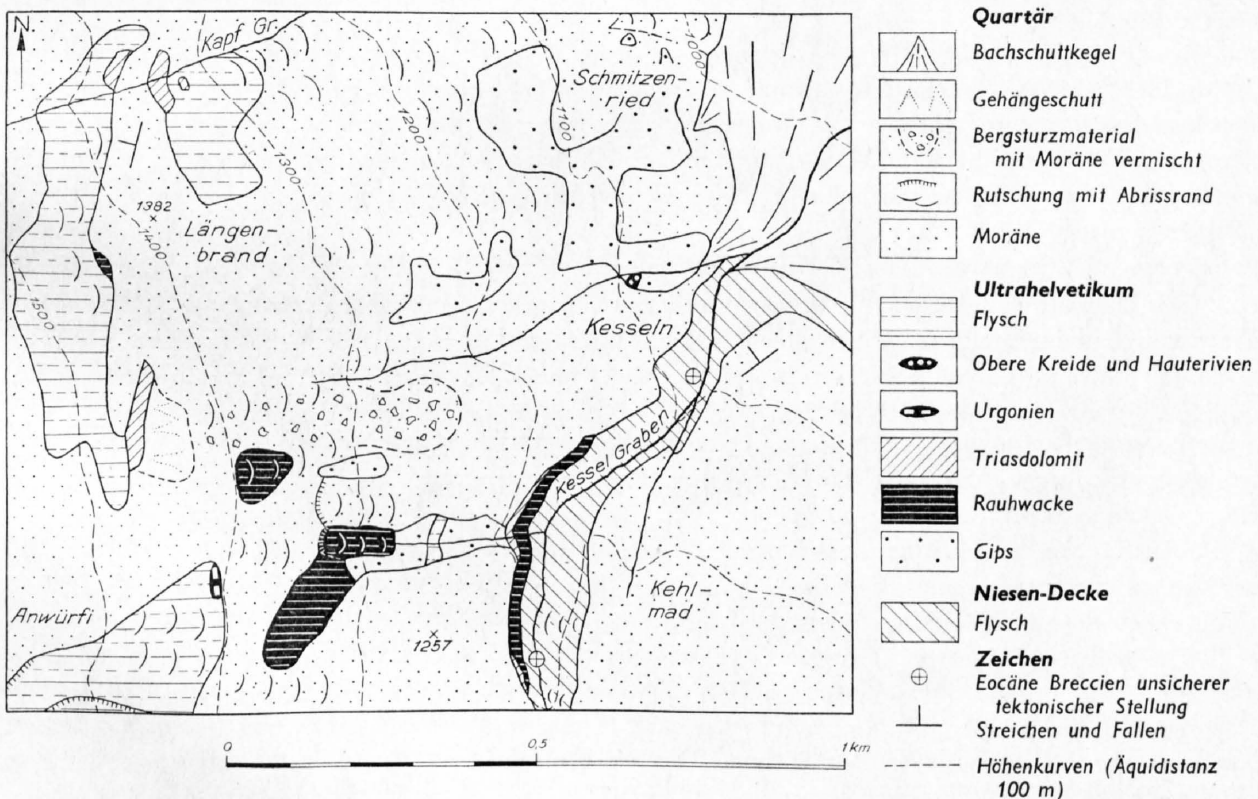 N
Kapf Gr.
1000
Schmitzen-
ried
1100
1200
1300
1382
1400
Längen-
brand
1500
Kesseln
Kessel Graben
Kehl-
mad
Anwürfi
1257
0
0,5
1 km
Quartär
Bachschuttkegel
Gehängeschutt
Bergsturzmaterial
mit Moräne vermischt
Rutschung mit Abrissrand
Moräne
Ultrahelvetikum
Flysch
Obere Kreide und Hauterivien
Urgonien
Triasdolomit
Rauhwacke
Gips
Niesen-Decke
Flysch
Zeichen
Eocäne Breccien unsicherer
tektonischer Stellung
Streichen und Fallen
Höhenkurven (Äquidistanz
100 m)